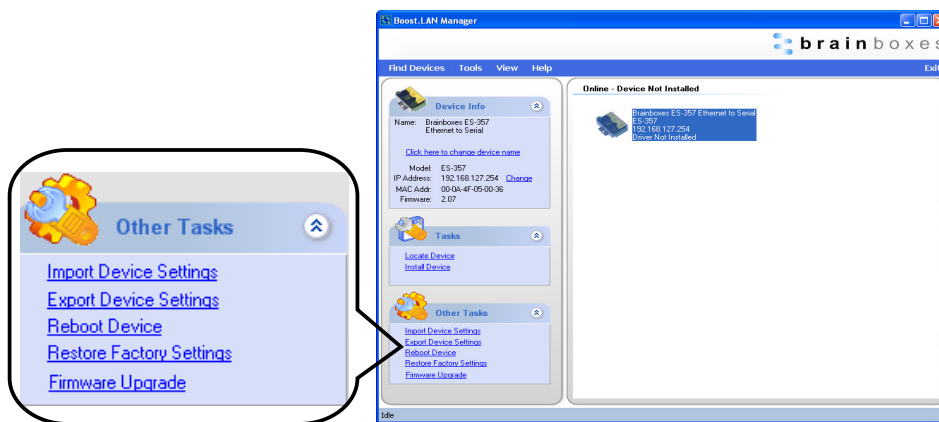 Boost.LAN Manager
brainboxes
Find Devices Tools View Help Exit
Device Info
Name: Brainboxes ES-357
Ethernet to Serial
Click here to change device name
Model: ES-357
IP Address: 192.168.127.254 Change
MAC Addr: 00-0A-4F-05-00-36
Firmware: 2.07
Tasks
Locate Device
Install Device
Other Tasks
Import Device Settings
Export Device Settings
Reboot Device
Restore Factory Settings
Firmware Upgrade
Online - Device Not Installed
Brainboxes ES-357 Ethernet to Serial
ES-357
192.168.127.254
Driver Not Installed
Idle
Other Tasks
Import Device Settings
Export Device Settings
Reboot Device
Restore Factory Settings
Firmware Upgrade